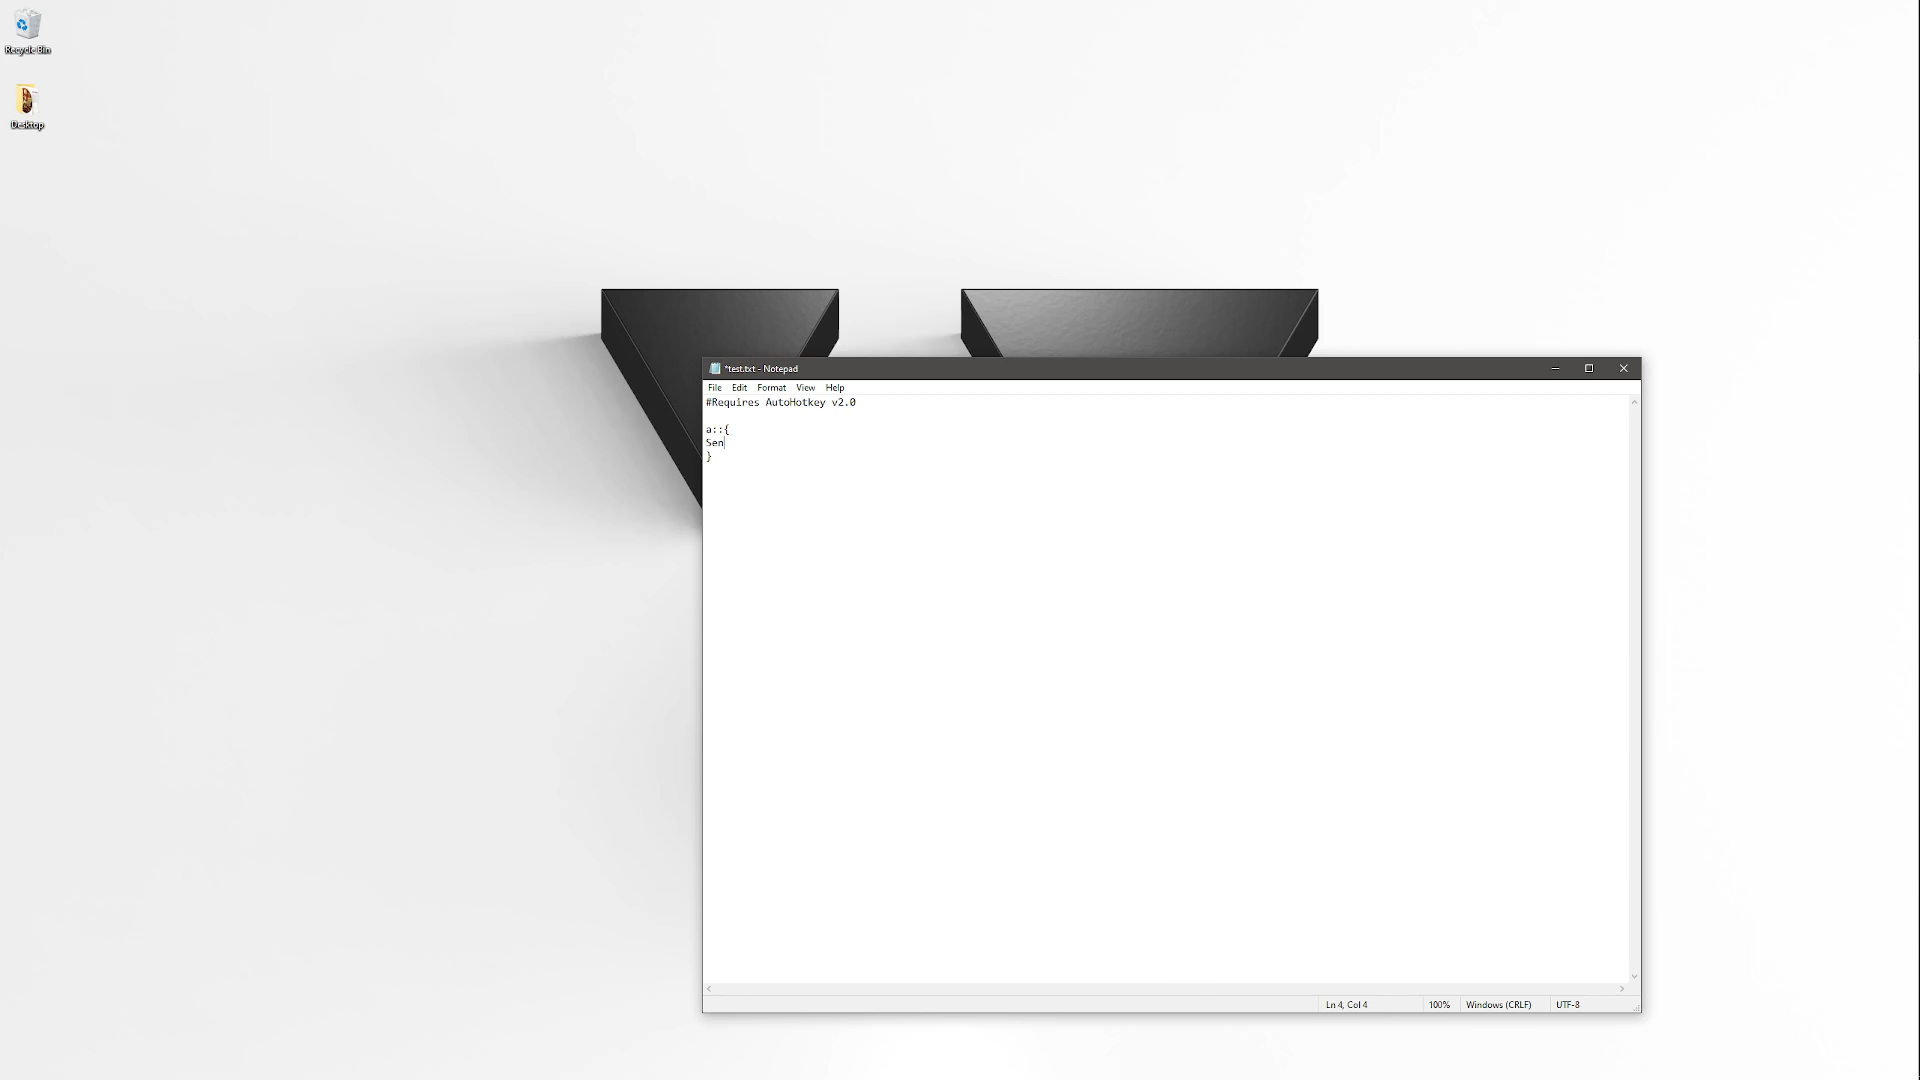 Recycle Bin
Desktop
*test.txt - Notepad
File Edit Format View Help
#Requires AutoHotkey v2.0
a::{
Sen
}
Ln 4, Col 4 100% Windows (CRLF) UTF-8